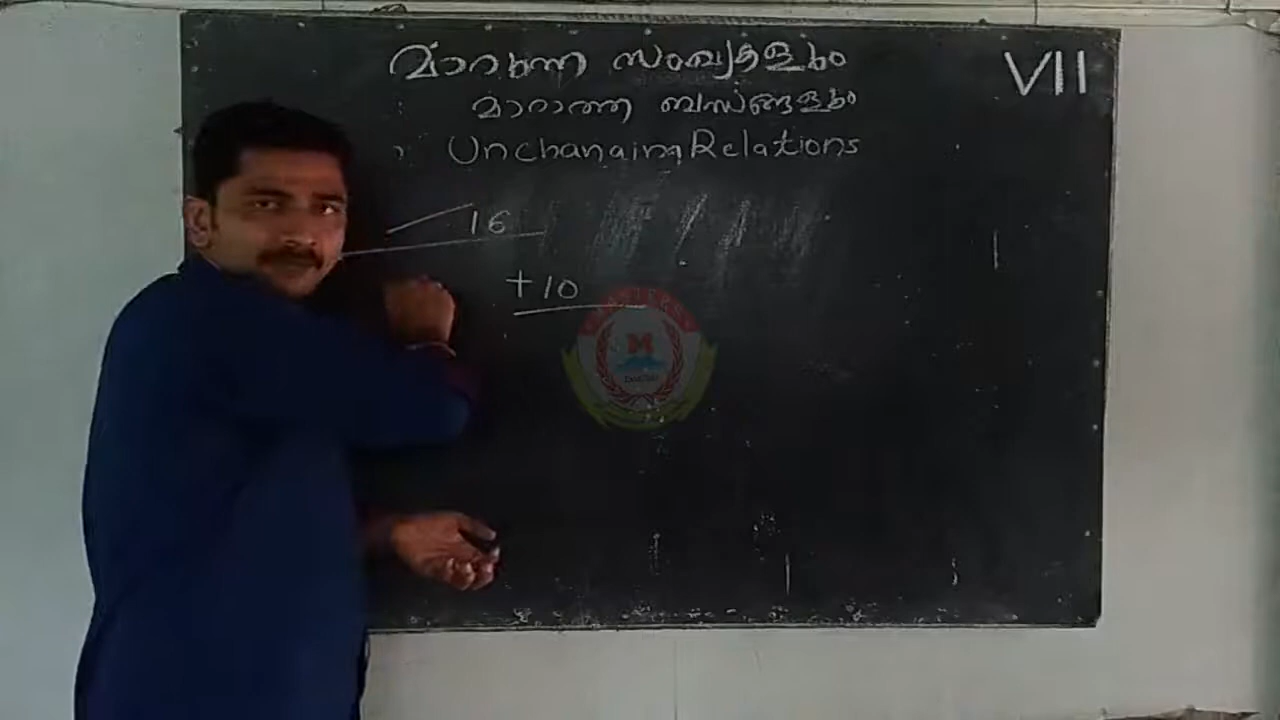 മാറുന്ന സംഖ്യകളും
VII
മാറാത്ത ബന്ധങ്ങളും
Unchanging Relations
16
+10